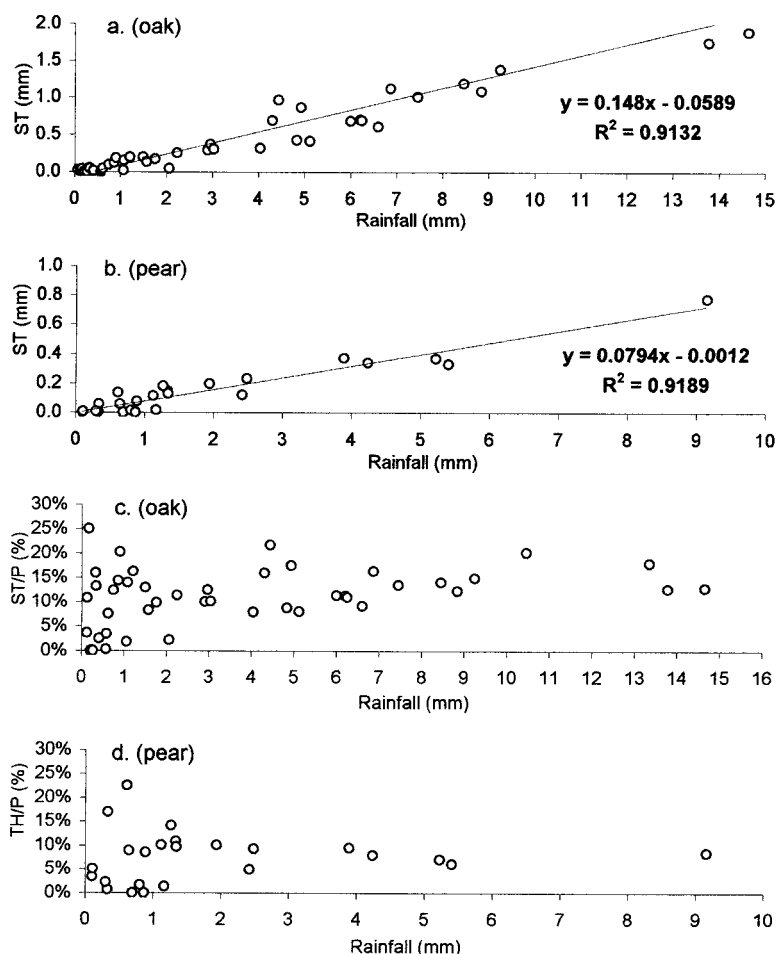 a. (oak)
2.0
1.5
1.0
0.5
0.0
ST (mm)
y = 0.148x - 0.0589
R² = 0.9132
0 1 2 3 4 5 6 7 8 9 10 11 12 13 14 15
Rainfall (mm)
b. (pear)
1.0
0.8
0.6
0.4
0.2
0.0
ST (mm)
y = 0.0794x - 0.0012
R² = 0.9189
0 1 2 3 4 5 6 7 8 9 10
Rainfall (mm)
c. (oak)
30%
25%
20%
15%
10%
5%
0%
ST/P (%)
0 1 2 3 4 5 6 7 8 9 10 11 12 13 14 15 16
Rainfall (mm)
d. (pear)
30%
25%
20%
15%
10%
5%
0%
TH/P (%)
0 1 2 3 4 5 6 7 8 9 10
Rainfall (mm)